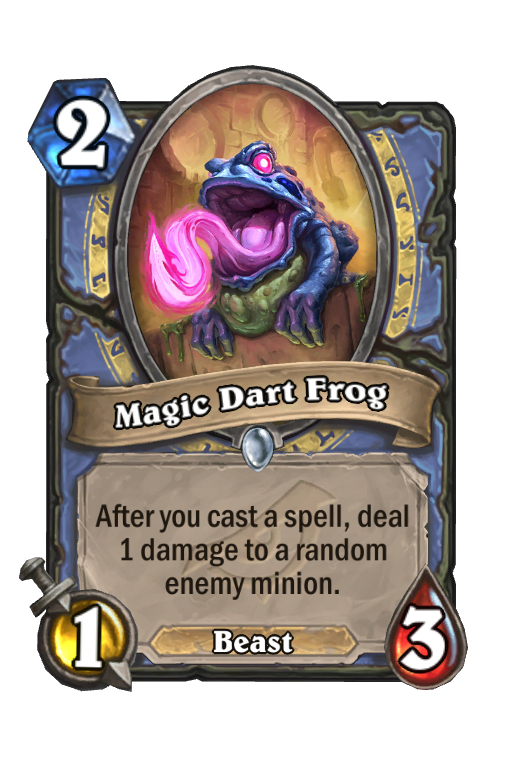 2
Magic Dart Frog
After you cast a spell, deal
1 damage to a random
enemy minion.
1
Beast
3